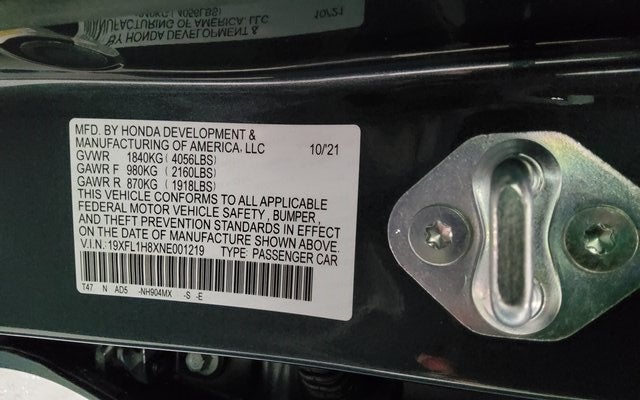 MFD. BY HONDA DEVELOPMENT &
MANUFACTURING OF AMERICA, LLC 10/'21
GVWR 1840KG ( 4056LBS)
GAWR F 980KG ( 2160LBS)
GAWR R 870KG ( 1918LBS)
THIS VEHICLE CONFORMS TO ALL APPLICABLE
FEDERAL MOTOR VEHICLE SAFETY , BUMPER ,
AND THEFT PREVENTION STANDARDS IN EFFECT
ON THE DATE OF MANUFACTURE SHOWN ABOVE.
V.I.N.: 19XFL1H8XNE001219 TYPE: PASSENGER CAR
T47 N AD5 -NH904MX -S -E